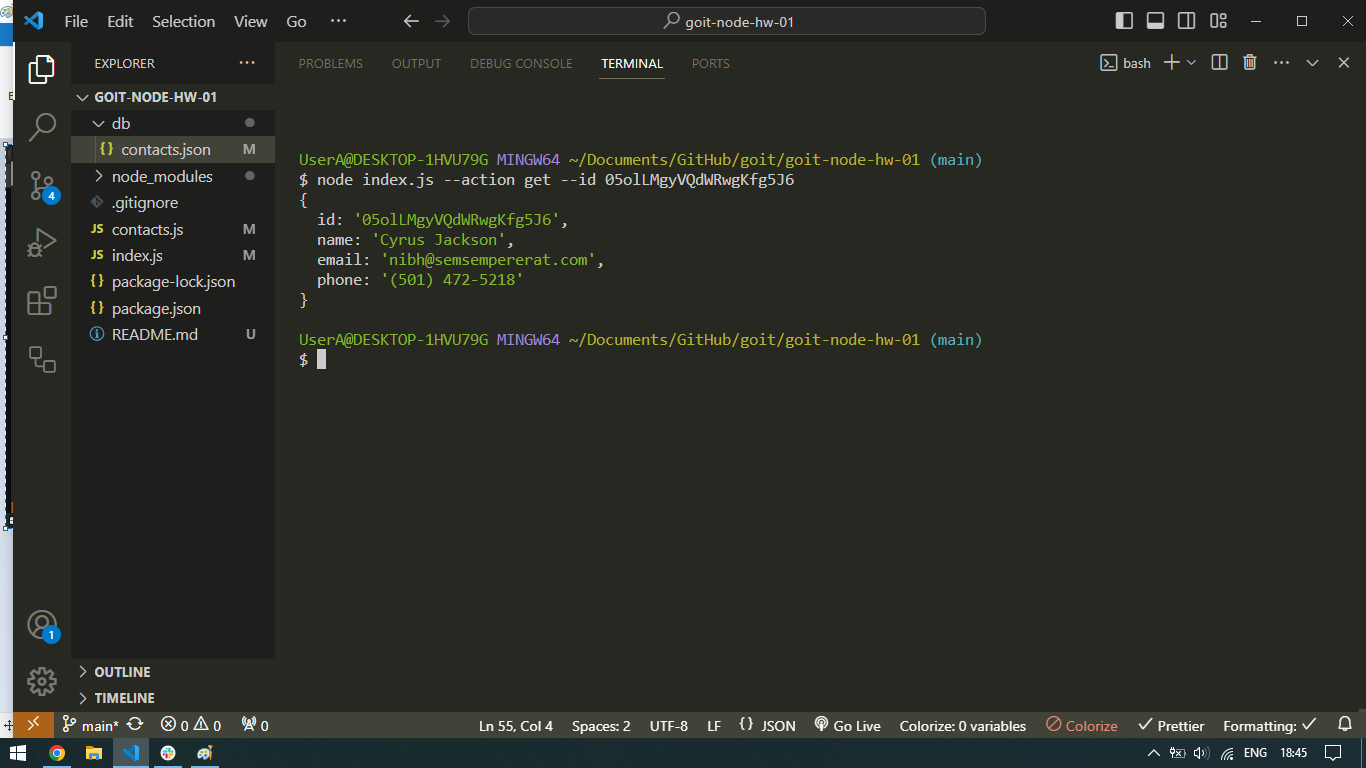 File Edit Selection View Go ··· goit-node-hw-01
EXPLORER ···
GOIT-NODE-HW-01
db
{} contacts.json M
node_modules
.gitignore
JS contacts.js M
JS index.js M
{} package-lock.json
{} package.json
README.md U
4
1
OUTLINE
TIMELINE
PROBLEMS OUTPUT DEBUG CONSOLE TERMINAL PORTS bash
UserA@DESKTOP-1HVU79G MINGW64 ~/Documents/GitHub/goit/goit-node-hw-01 (main)
$ node index.js --action get --id 05olLMgyVQdWRwgKfg5J6
{
id: '05olLMgyVQdWRwgKfg5J6',
name: 'Cyrus Jackson',
email: 'nibh@semsempererat.com',
phone: '(501) 472-5218'
}
UserA@DESKTOP-1HVU79G MINGW64 ~/Documents/GitHub/goit/goit-node-hw-01 (main)
$
main* 0 0 0 Ln 55, Col 4 Spaces: 2 UTF-8 LF {} JSON Go Live Colorize: 0 variables Colorize Prettier Formatting:
ENG 18:45